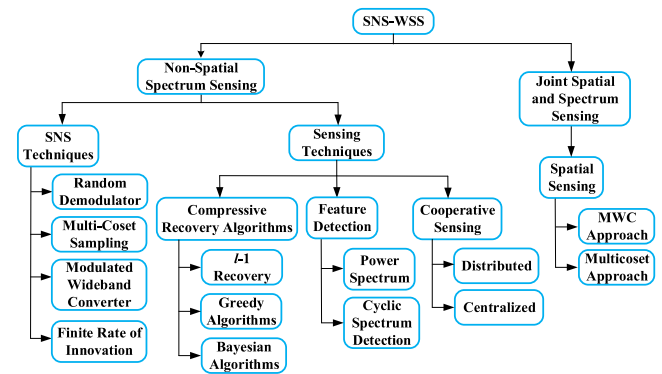 SNS-WSS
Non-Spatial
Spectrum Sensing
Joint Spatial
and Spectrum
Sensing
SNS
Techniques
Sensing
Techniques
Spatial
Sensing
Random
Demodulator
Multi-Coset
Sampling
Modulated
Wideband
Converter
Finite Rate of
Innovation
Compressive
Recovery Algorithms
l-1
Recovery
Greedy
Algorithms
Bayesian
Algorithms
Feature
Detection
Power
Spectrum
Cyclic
Spectrum
Detection
Cooperative
Sensing
Distributed
Centralized
MWC
Approach
Multicoset
Approach